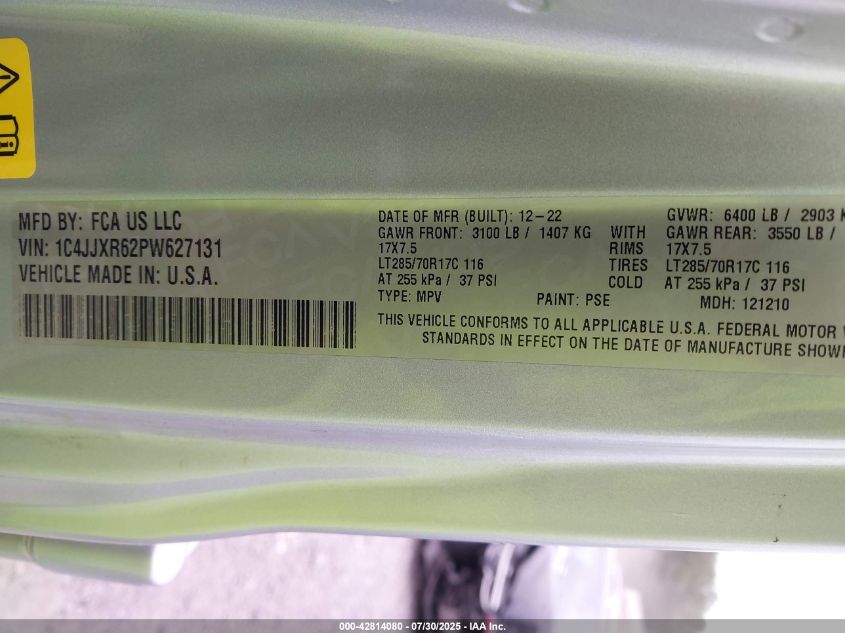 MFD BY: FCA US LLC
VIN: 1C4JJXR62PW627131
VEHICLE MADE IN: U.S.A.
DATE OF MFR (BUILT): 12-22 GVWR: 6400 LB / 2903 K
GAWR FRONT: 3100 LB / 1407 KG WITH GAWR REAR: 3550 LB /
17X7.5 RIMS 17X7.5
LT285/70R17C 116 TIRES LT285/70R17C 116
AT 255 kPa / 37 PSI COLD AT 255 kPa / 37 PSI
TYPE: MPV PAINT: PSE MDH: 121210
THIS VEHICLE CONFORMS TO ALL APPLICABLE U.S.A. FEDERAL MOTOR V
STANDARDS IN EFFECT ON THE DATE OF MANUFACTURE SHOW
000-42814080 - 07/30/2025 - IAA Inc.